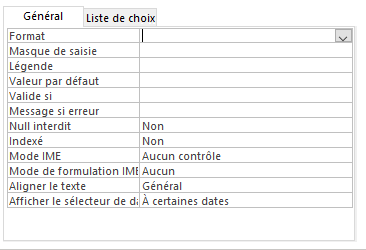 Général Liste de choix
Format
Masque de saisie
Légende
Valeur par défaut
Valide si
Message si erreur
Null interdit Non
Indexé Non
Mode IME Aucun contrôle
Mode de formulation IME Aucun
Aligner le texte Général
Afficher le sélecteur de da À certaines dates